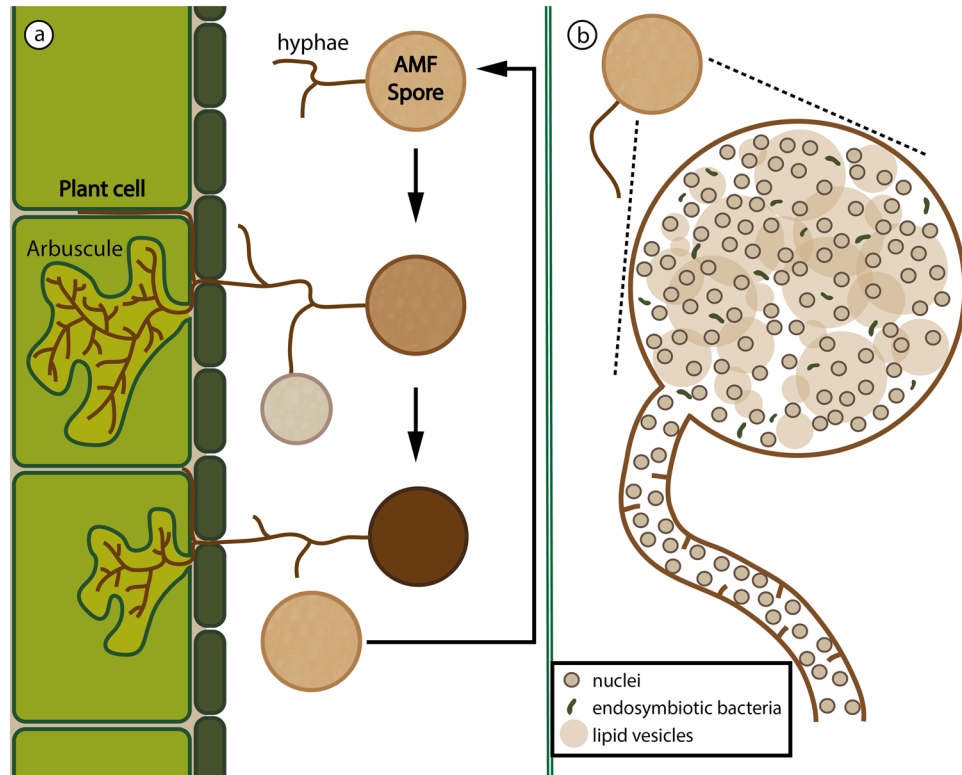 a
hyphae
AMF
Spore
Plant cell
Arbuscule
b
nuclei
endosymbiotic bacteria
lipid vesicles